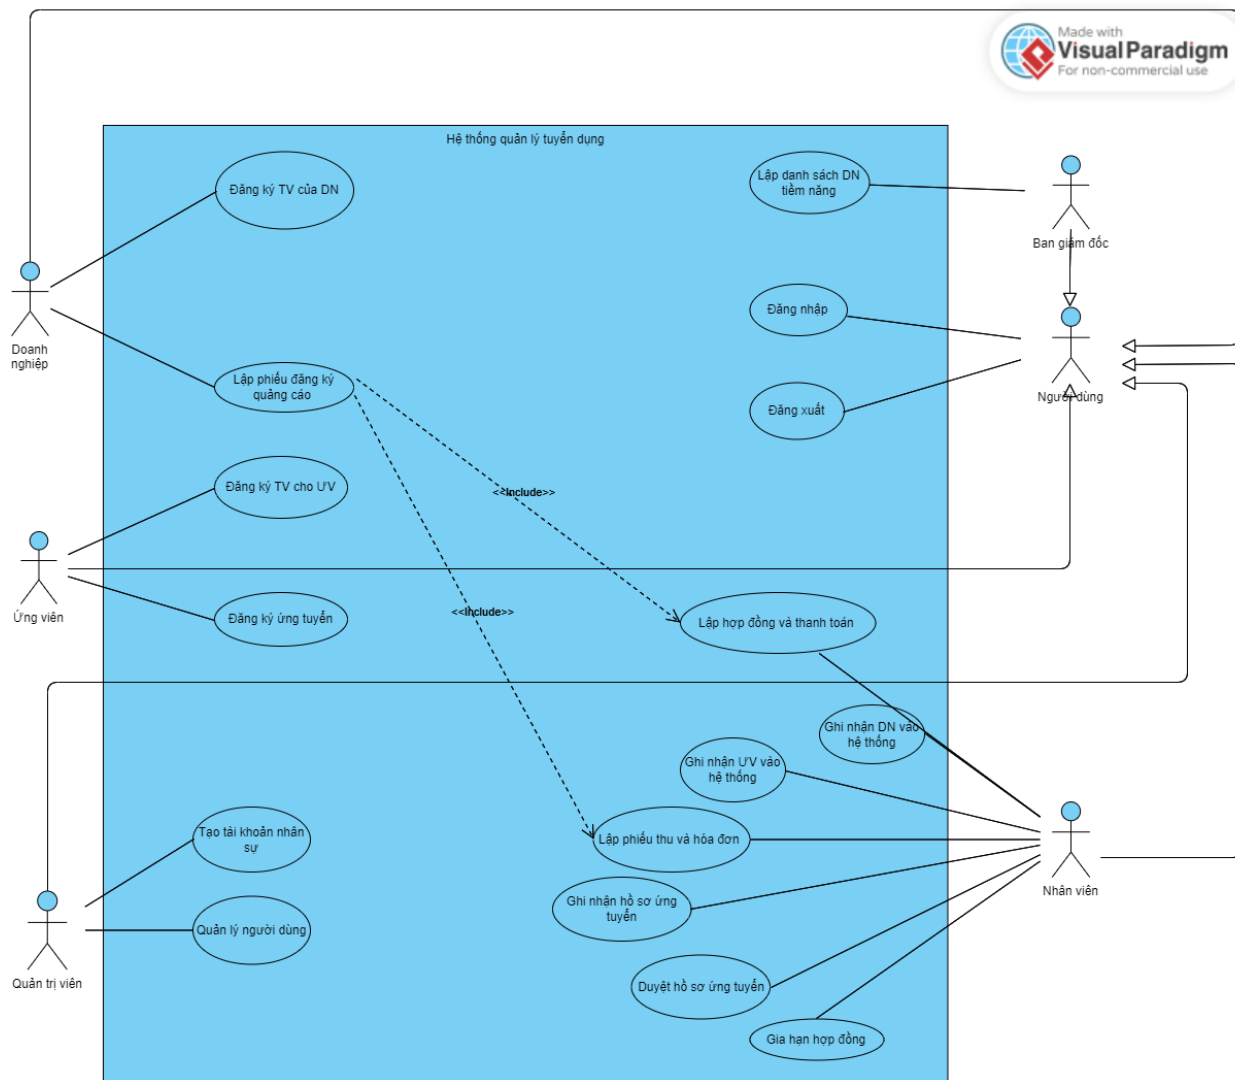 Made with
Visual Paradigm
For non-commercial use
Hệ thống quản lý tuyển dụng
Đăng ký TV của DN
Lập danh sách DN
tiềm năng
Ban giám đốc
Doanh
nghiệp
Đăng nhập
Lập phiếu đăng ký
quảng cáo
Đăng xuất
Người dùng
Đăng ký TV cho ƯV
<<Include>>
Ứng viên
Đăng ký ứng tuyển
<<Include>>
Lập hợp đồng và thanh toán
Ghi nhận DN vào
hệ thống
Ghi nhận ƯV vào
hệ thống
Tạo tài khoản nhân
sự
Lập phiếu thu và hóa đơn
Nhân viên
Ghi nhận hồ sơ ứng
tuyển
Quản lý người dùng
Quản trị viên
Duyệt hồ sơ ứng tuyển
Gia hạn hợp đồng